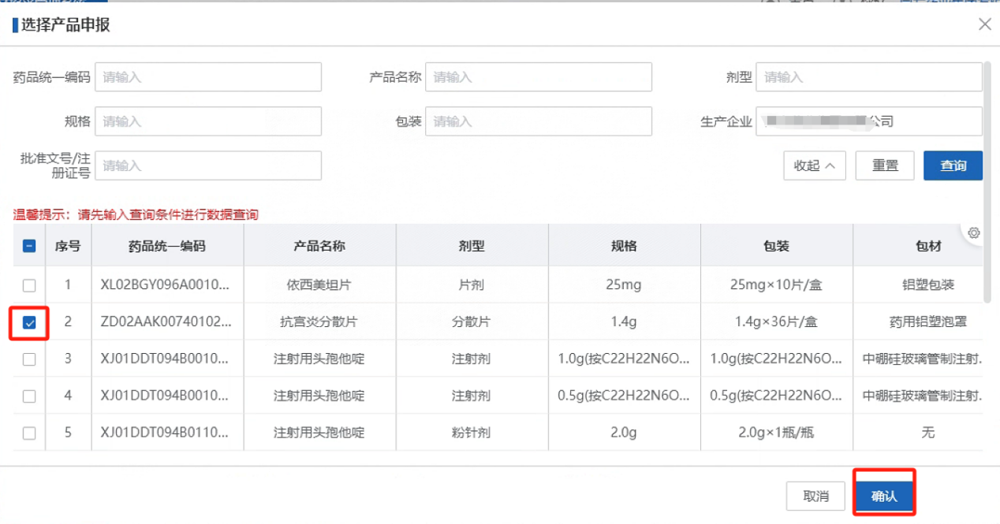 选择产品申报
药品统一编码 请输入 产品名称 请输入 剂型 请输入
规格 请输入 包装 请输入 生产企业 公司
批准文号/注册证号 请输入 收起 重置 查询
温馨提示：请先输入查询条件进行数据查询
序号 药品统一编码 产品名称 剂型 规格 包装 包材
1 XL02BGY096A0010... 依西美坦片 片剂 25mg 25mg×10片/盒 铝塑包装
2 ZD02AAK00740102... 抗宫炎分散片 分散片 1.4g 1.4g×36片/盒 药用铝塑泡罩
3 XJ01DDT094B0010... 注射用头孢他啶 注射剂 1.0g(按C22H22N6O... 1.0g(按C22H22N6O... 中硼硅玻璃管制注射.
4 XJ01DDT094B0010... 注射用头孢他啶 注射剂 0.5g(按C22H22N6O... 0.5g(按C22H22N6O... 中硼硅玻璃管制注射.
5 XJ01DDT094B0110... 注射用头孢他啶 粉针剂 2.0g 2.0g×1瓶/瓶 无
取消 确认